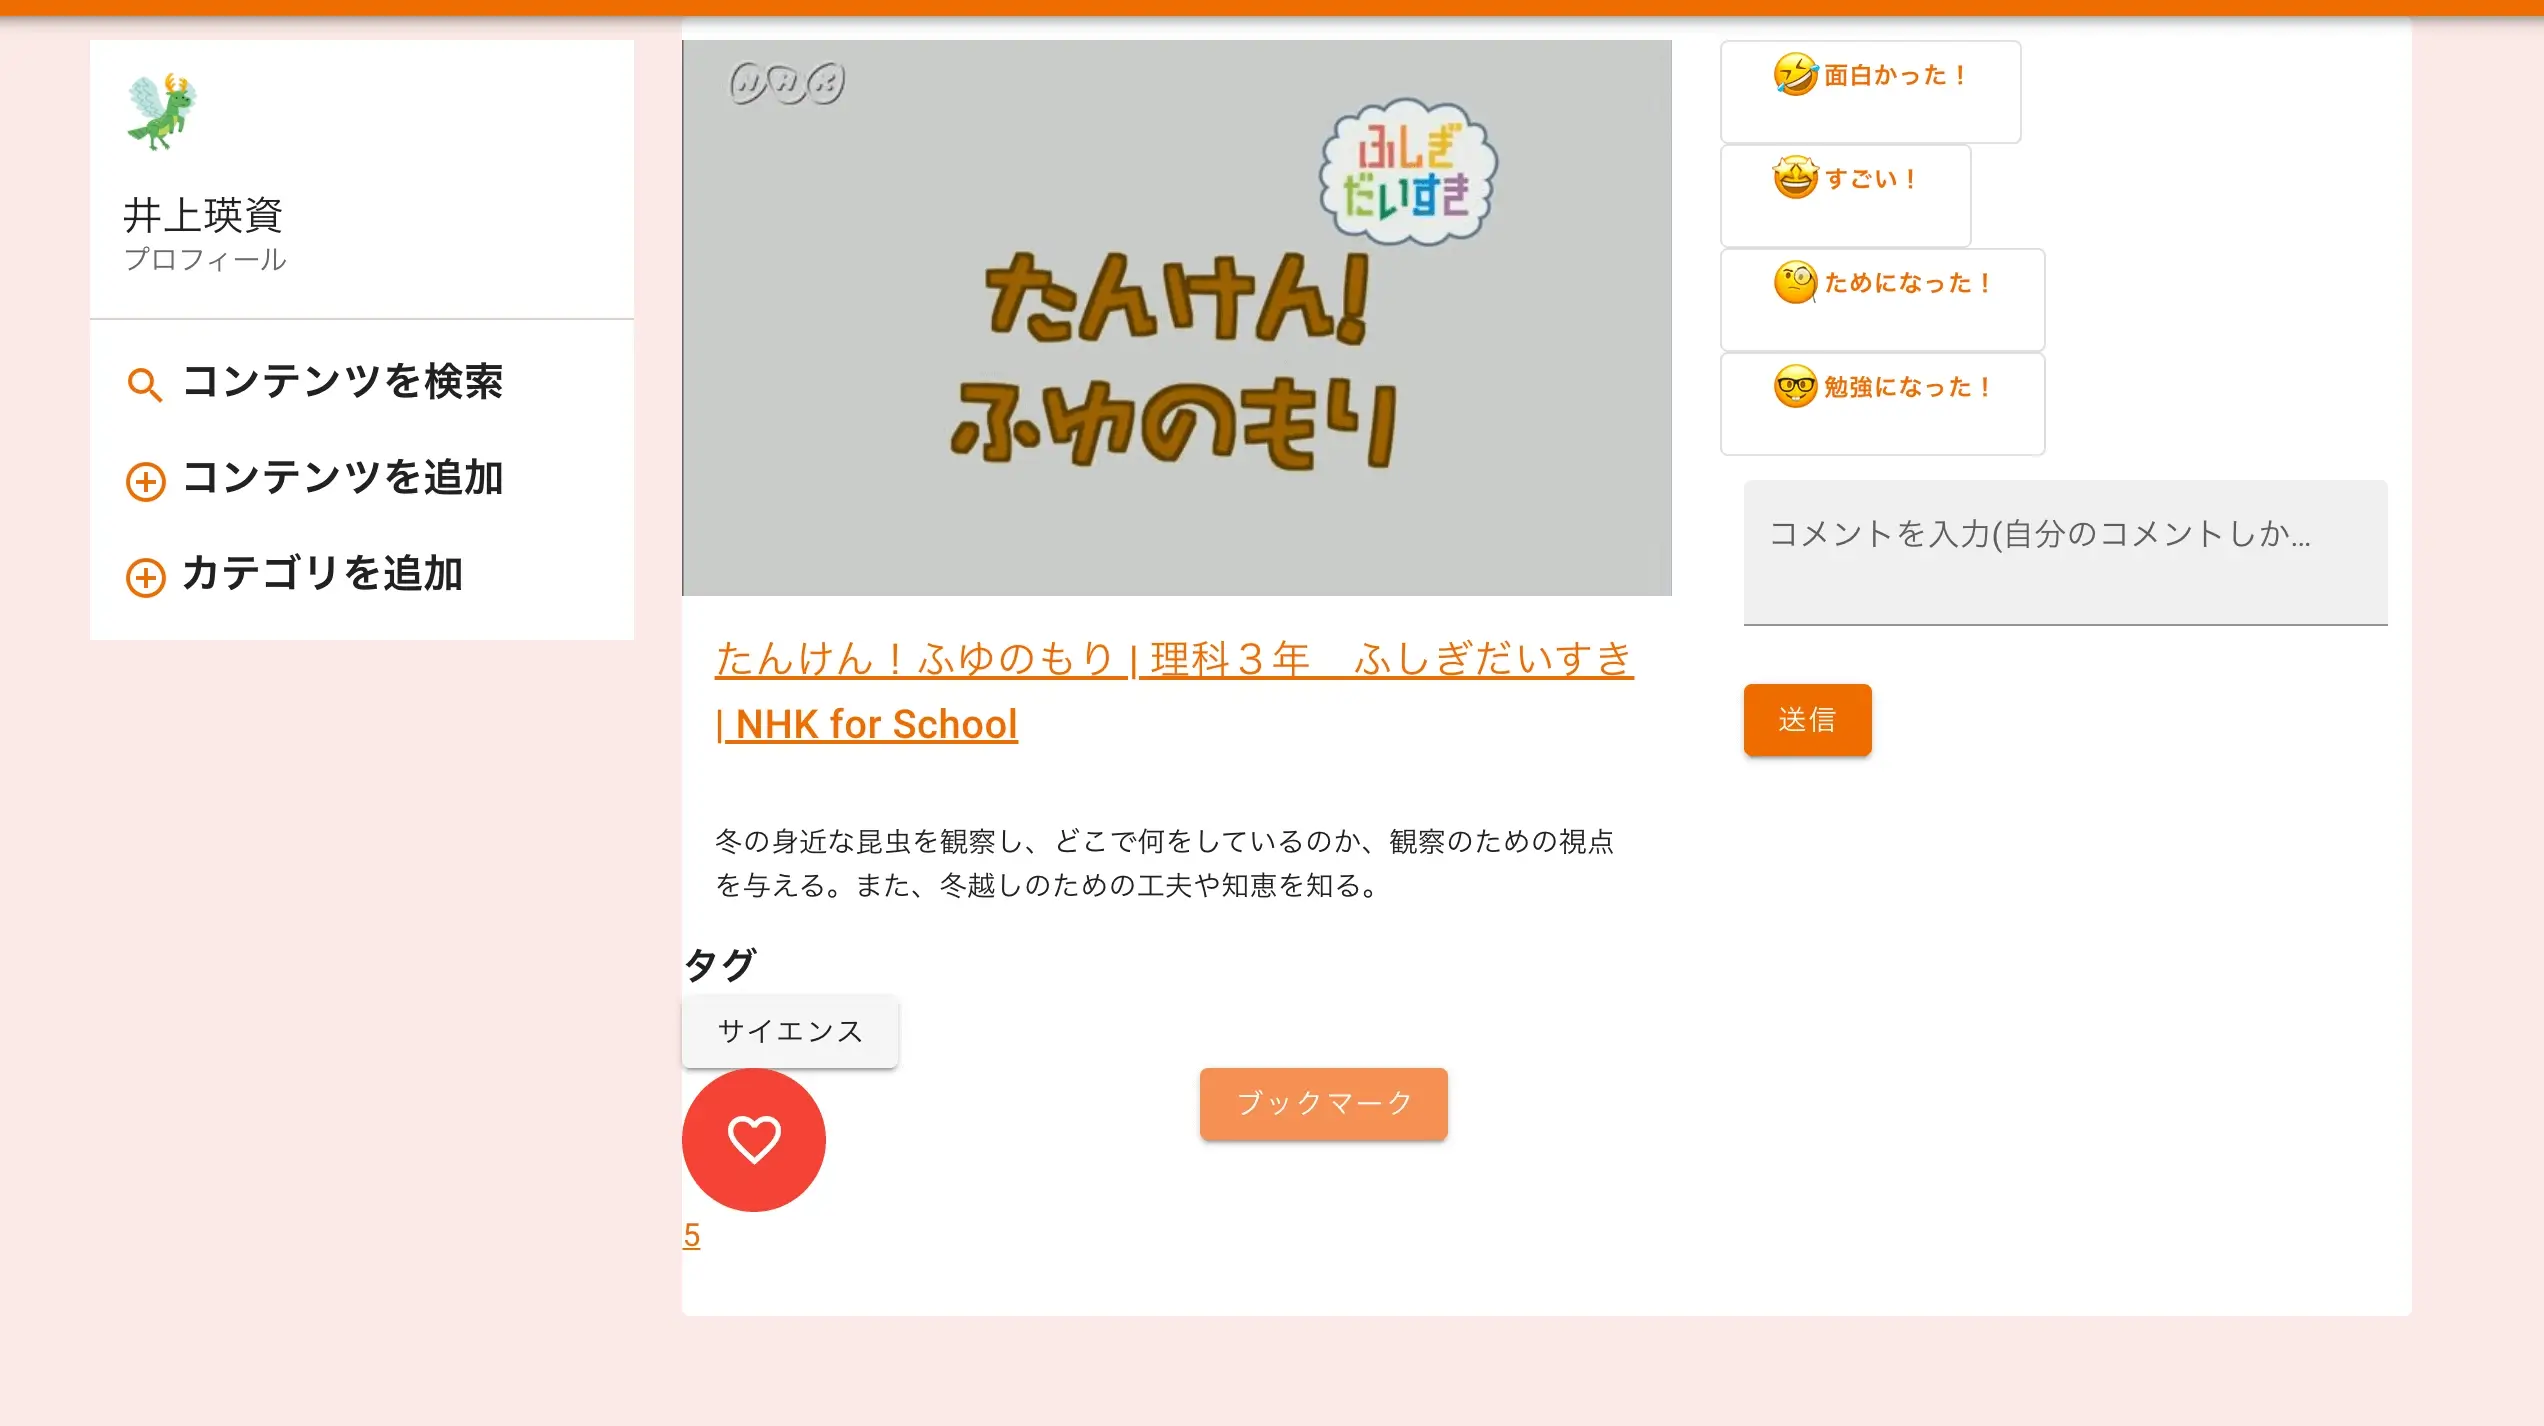 井上瑛資
プロフィール
コンテンツを検索
コンテンツを追加
カテゴリを追加
NHK
ふしぎ
だいすき
たんけん!
ふゆのもり
たんけん！ふゆのもり | 理科３年　ふしぎだいすき
| NHK for School
冬の身近な昆虫を観察し、どこで何をしているのか、観察のための視点
を与える。また、冬越しのための工夫や知恵を知る。
タグ
サイエンス
ブックマーク
5
🤣面白かった！
🤩すごい！
🧐ためになった！
🤓勉強になった！
コメントを入力(自分のコメントしか...
送信